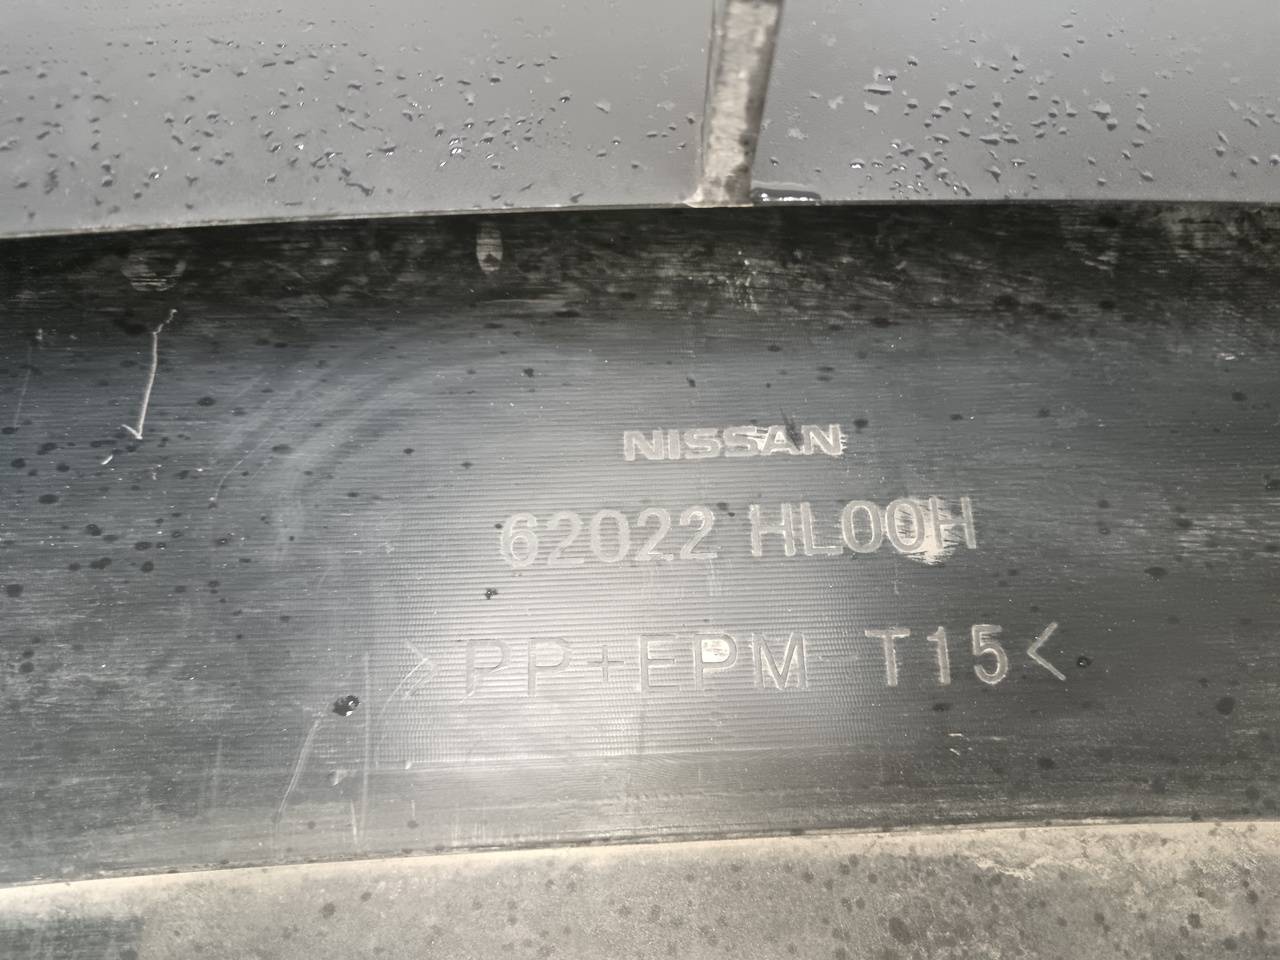 NISSAN
62022 HL00H
>PP+EPM-T15<